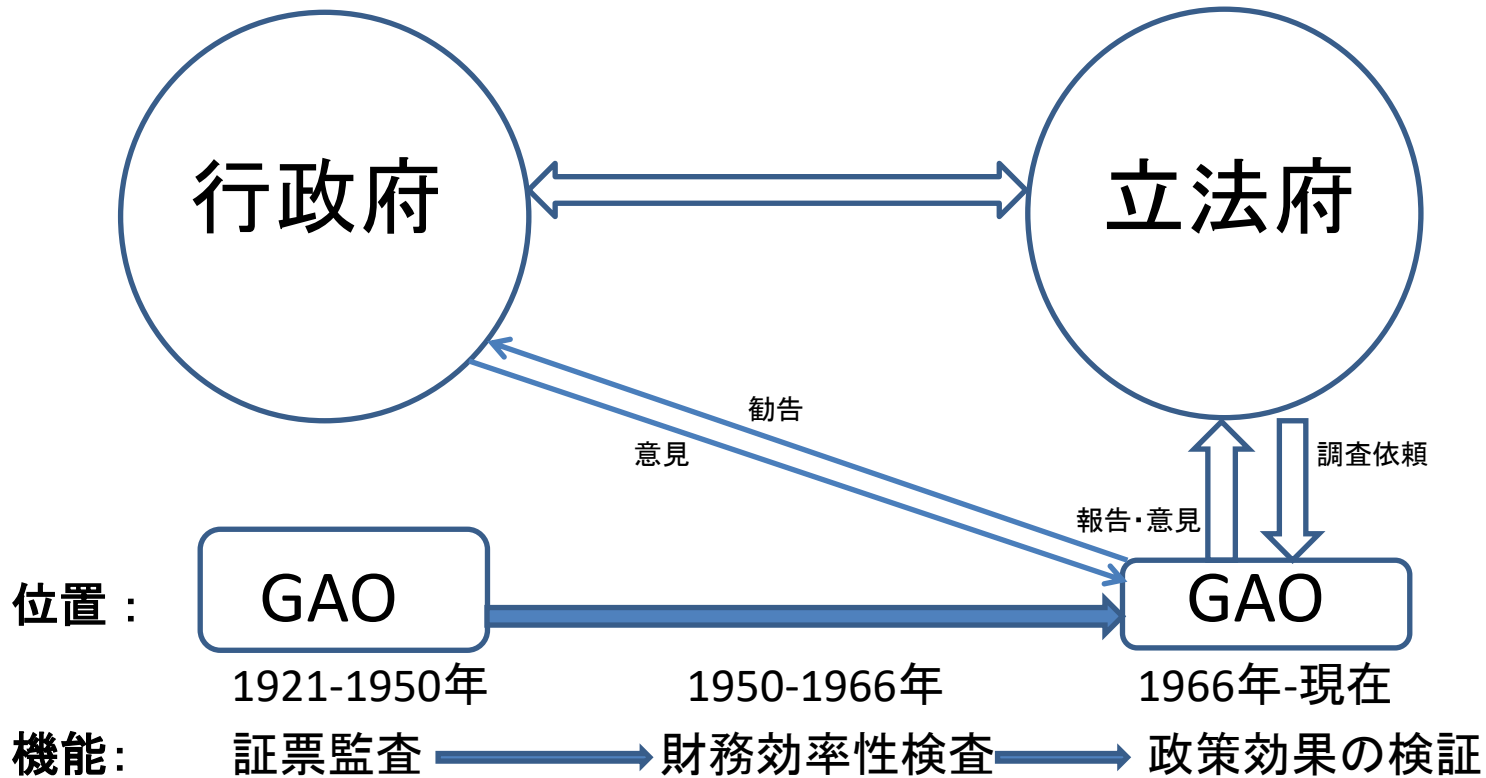 行政府
立法府
勧告
意見
調査依頼
報告・意見
位置： GAO GAO
1921-1950年 1950-1966年 1966年-現在
機能： 証票監査 財務効率性検査 政策効果の検証